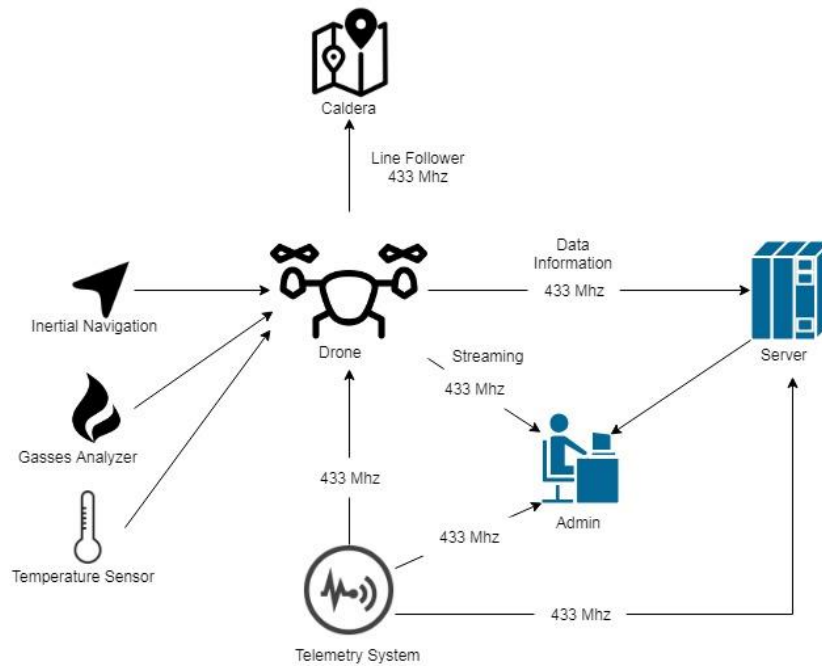 Caldera
Line Follower
433 Mhz
Data
Information
433 Mhz
Inertial Navigation
Drone
Server
Streaming
433 Mhz
Gasses Analyzer
433 Mhz
Admin
433 Mhz
Temperature Sensor
433 Mhz
Telemetry System